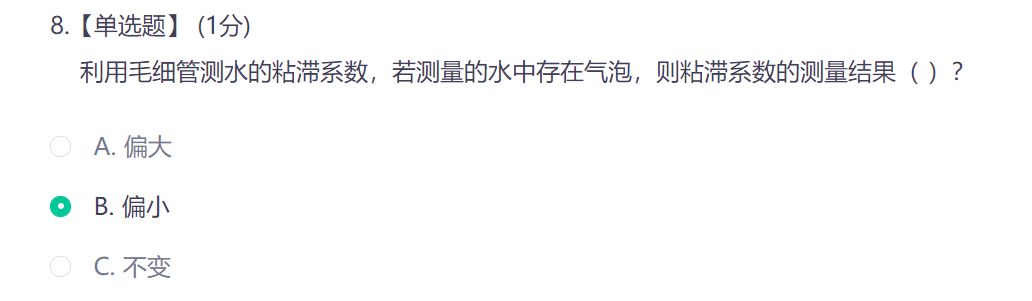 8.【单选题】 (1分)
利用毛细管测水的粘滞系数，若测量的水中存在气泡，则粘滞系数的测量结果（ ）？
A. 偏大
B. 偏小
C. 不变